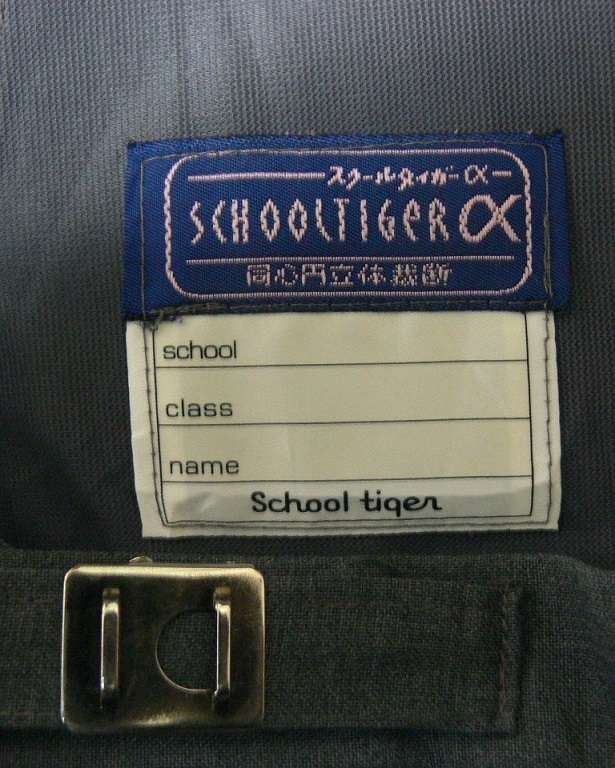 スクールタイガーα
SCHOOLTIGERα
同心円立体裁断
school
class
name
School tiger